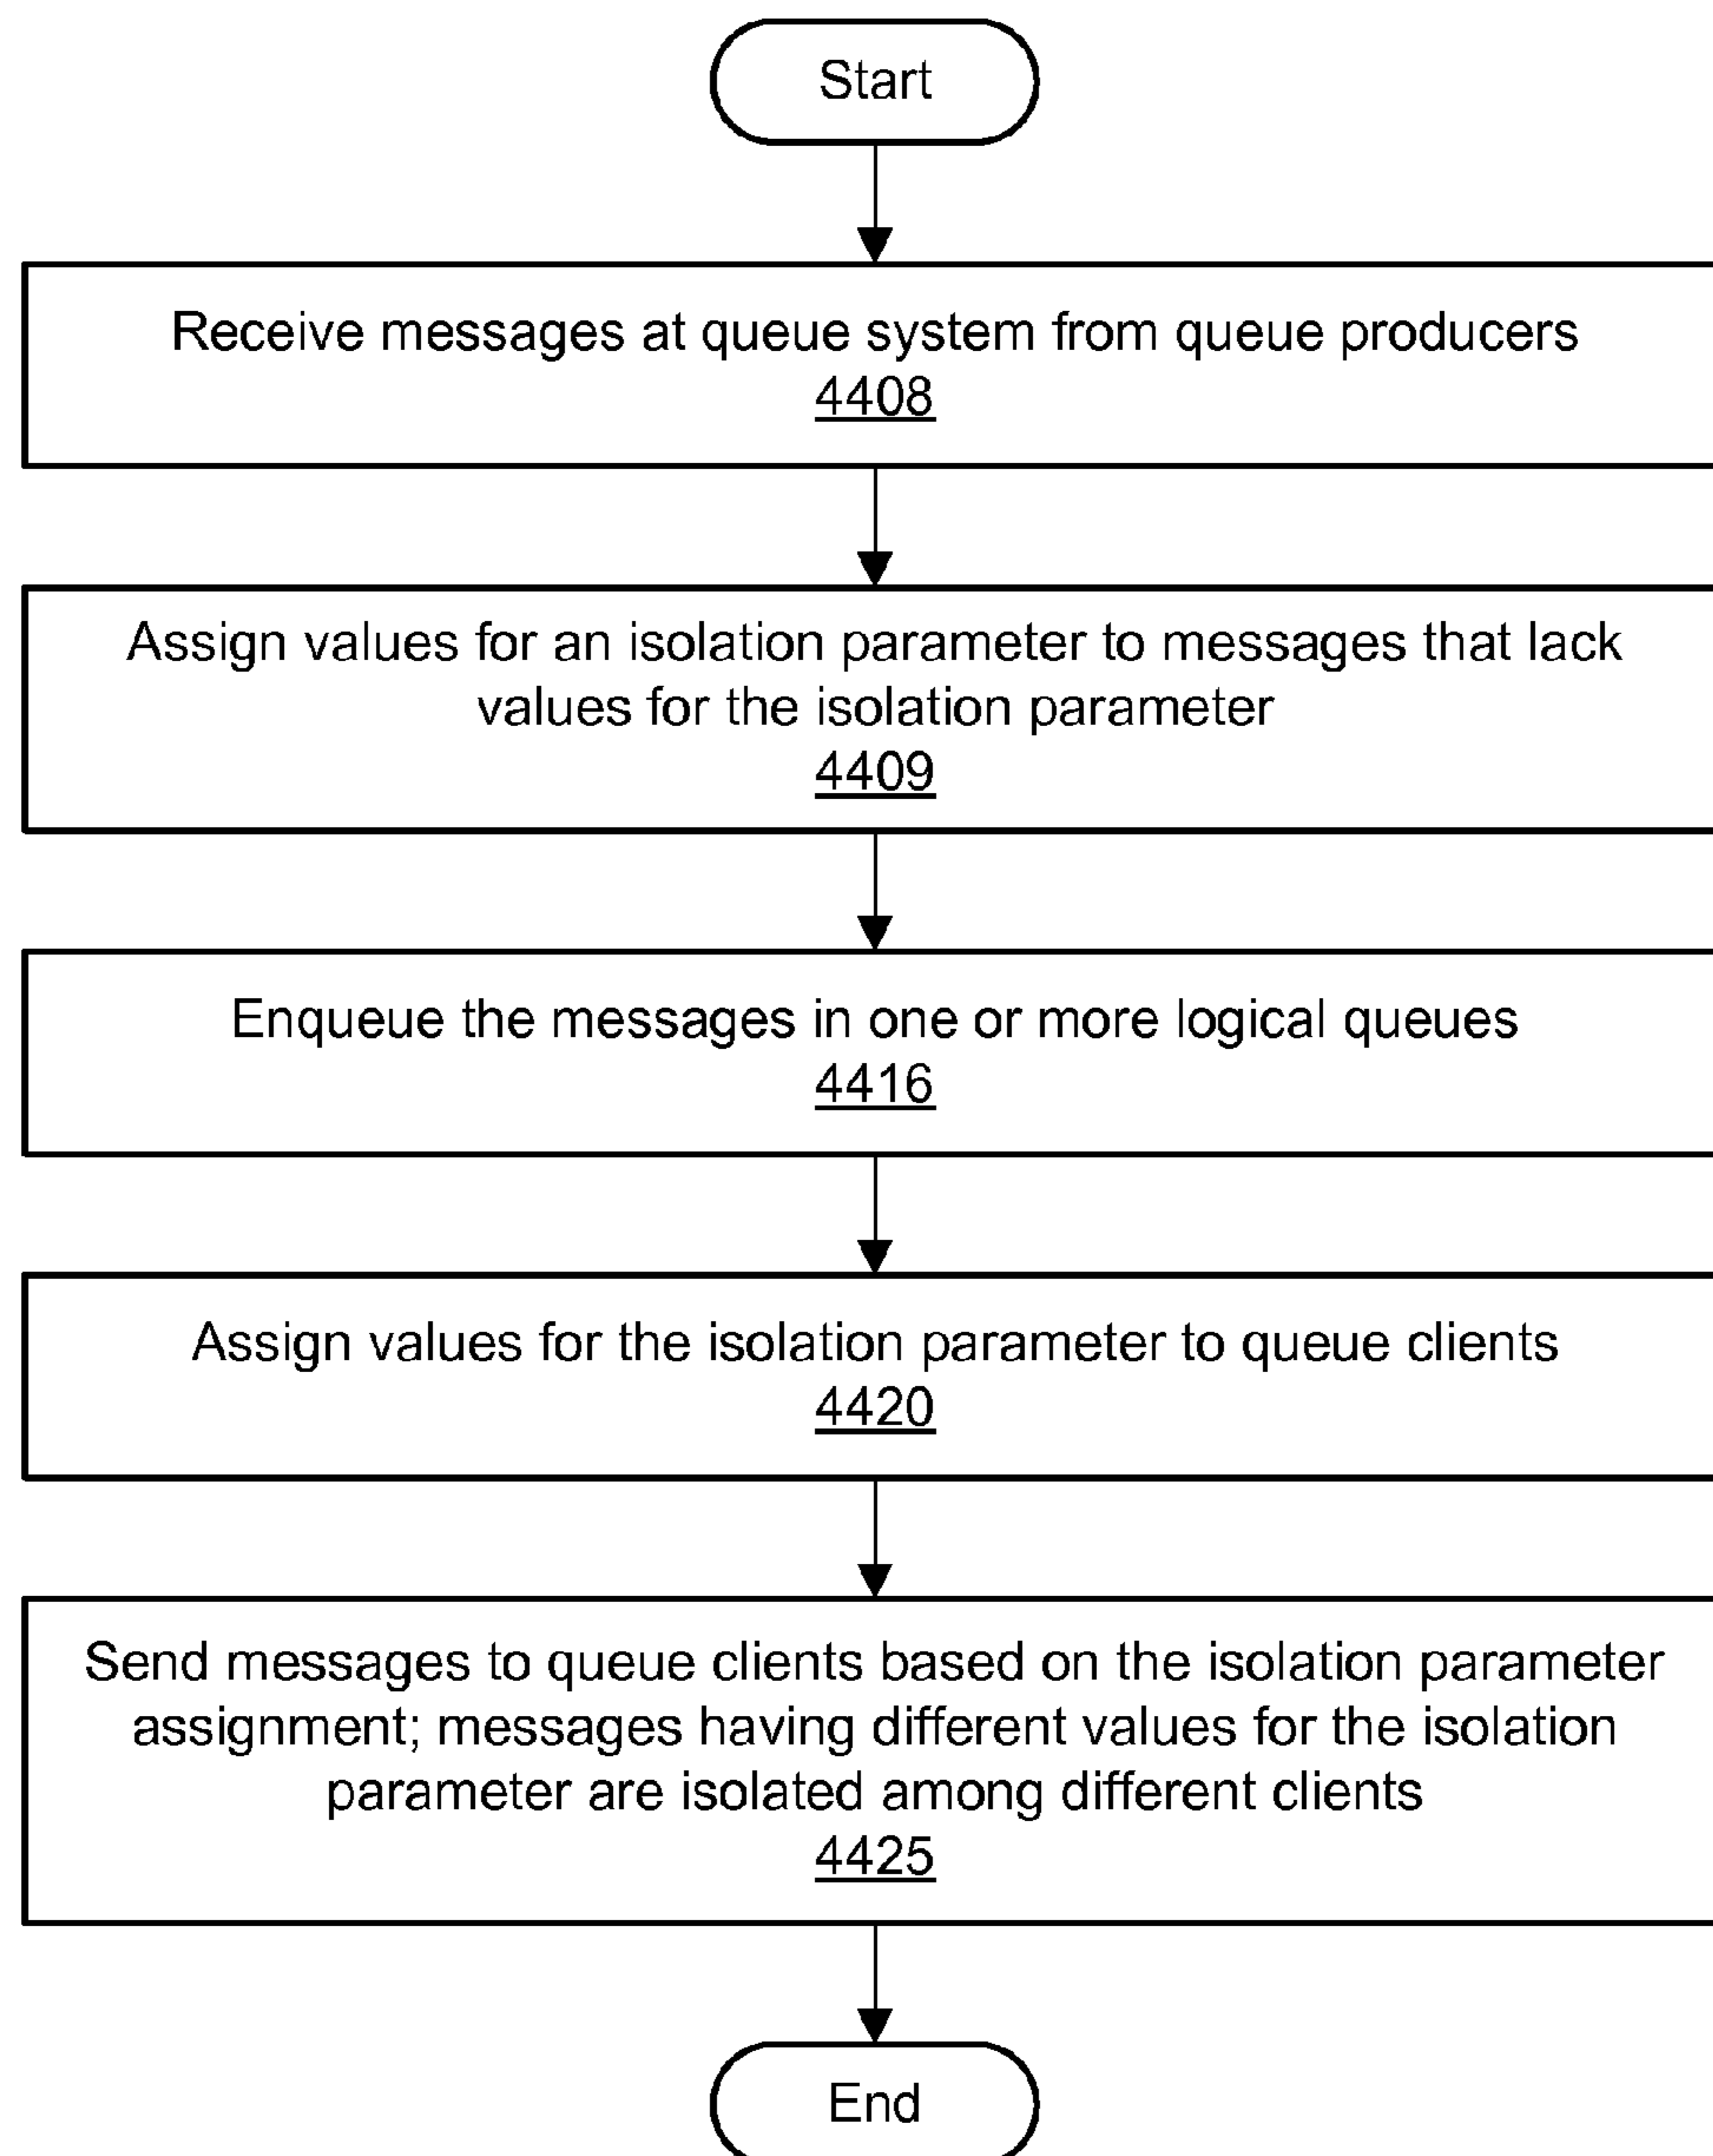 Start
Receive messages at queue system from queue producers
4408
Assign values for an isolation parameter to messages that lack
values for the isolation parameter
4409
Enqueue the messages in one or more logical queues
4416
Assign values for the isolation parameter to queue clients
4420
Send messages to queue clients based on the isolation parameter
assignment; messages having different values for the isolation
parameter are isolated among different clients
4425
End